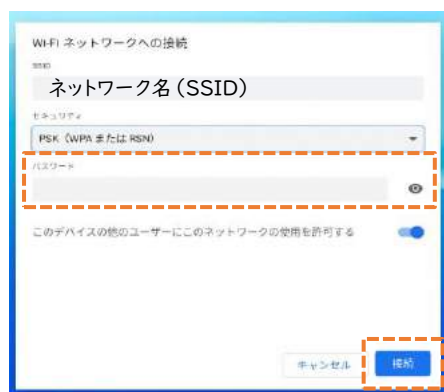 Wi-Fi ネットワークへの接続
SSID
ネットワーク名(SSID)
セキュリティ
PSK（WPA または RSN）
パスワード
このデバイスの他のユーザーにこのネットワークの使用を許可する
キャンセル
接続